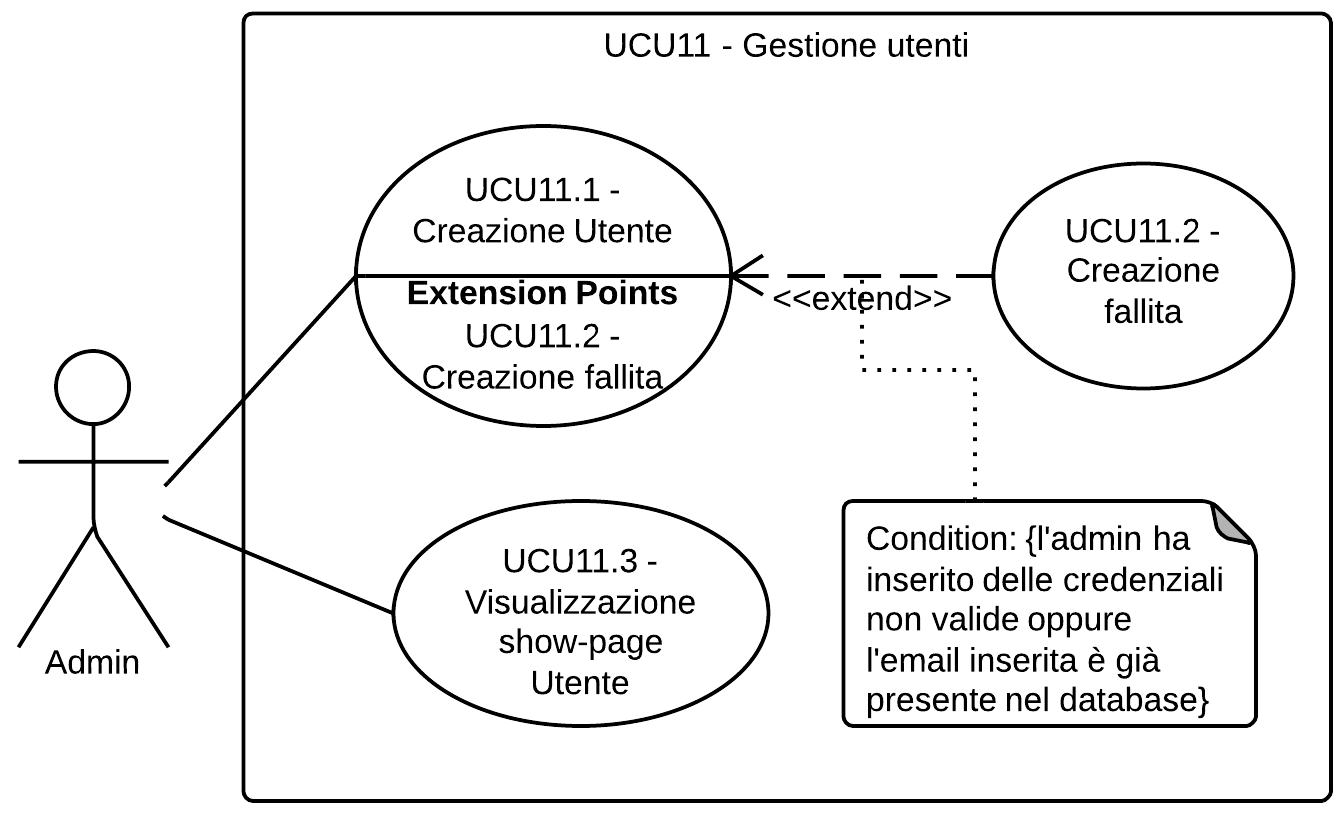 UCU11 - Gestione utenti
UCU11.1 -
Creazione Utente
Extension Points
UCU11.2 -
Creazione fallita
<<extend>>
UCU11.2 -
Creazione
fallita
Admin
UCU11.3 -
Visualizzazione
show-page
Utente
Condition: {l'admin ha
inserito delle credenziali
non valide oppure
l'email inserita è già
presente nel database}